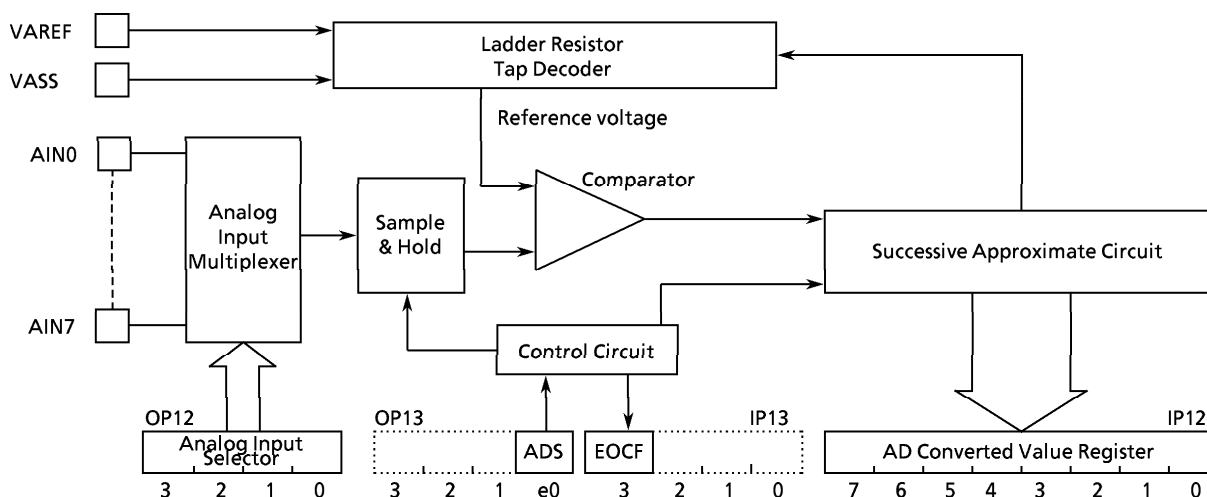 VAREF
Ladder Resistor
Tap Decoder
VASS
Reference voltage
AIN0
Comparator
Analog
Input
Multiplexer
Sample
& Hold
Successive Approximate Circuit
AIN7
Control Circuit
OP12
OP13
IP13
IP12
Analog Input
Selector
ADS
EOCF
AD Converted Value Register
3 2 1 0
3 2 1 e0
3 2 1 0
7 6 5 4 3 2 1 0